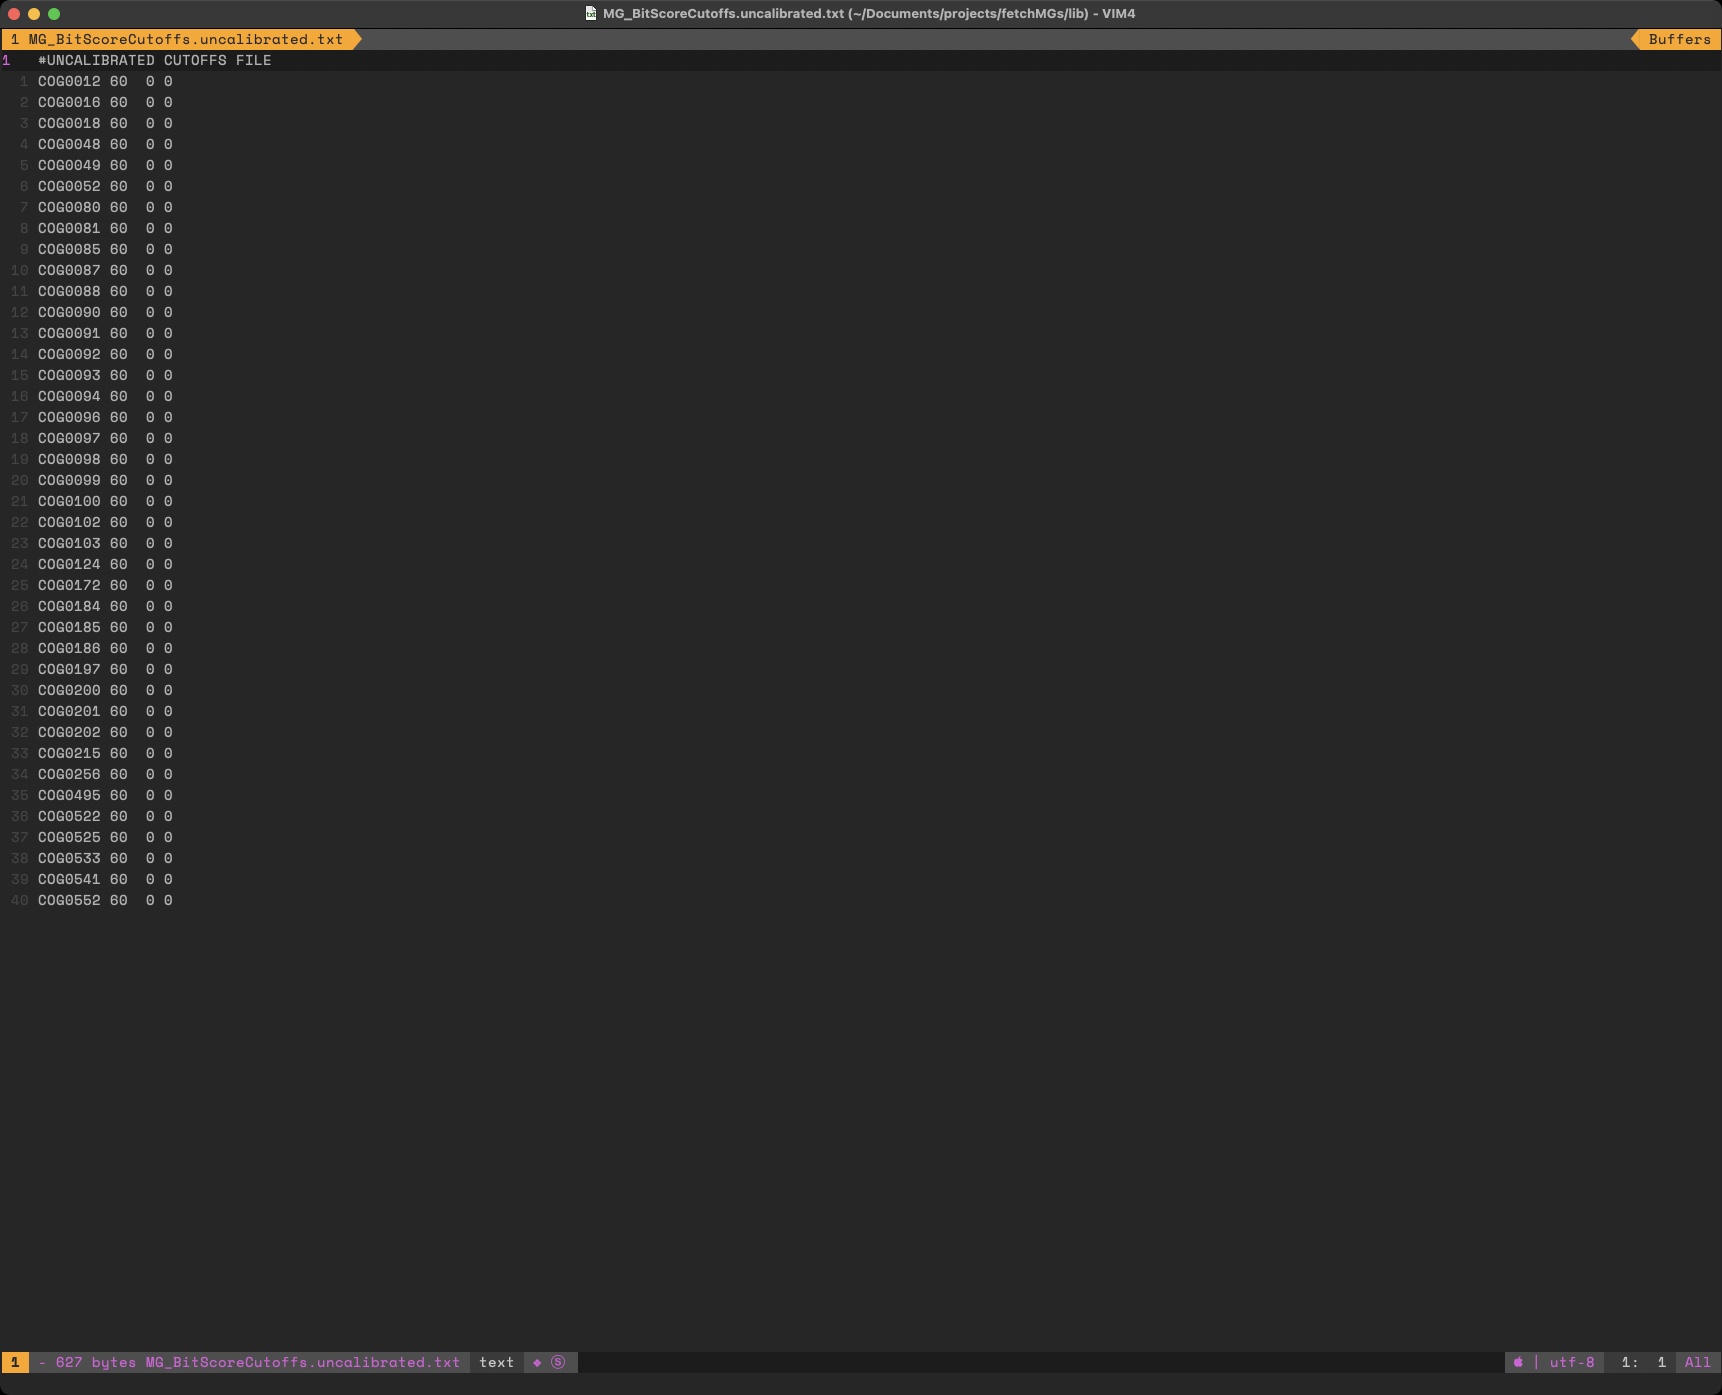 MG_BitScoreCutoffs.uncalibrated.txt (~/Documents/projects/fetchMGs/lib) - VIM4
1 MG_BitScoreCutoffs.uncalibrated.txt Buffers
1 #UNCALIBRATED CUTOFFS FILE
1 COG0012 60 0 0
2 COG0016 60 0 0
3 COG0018 60 0 0
4 COG0048 60 0 0
5 COG0049 60 0 0
6 COG0052 60 0 0
7 COG0080 60 0 0
8 COG0081 60 0 0
9 COG0085 60 0 0
10 COG0087 60 0 0
11 COG0088 60 0 0
12 COG0090 60 0 0
13 COG0091 60 0 0
14 COG0092 60 0 0
15 COG0093 60 0 0
16 COG0094 60 0 0
17 COG0096 60 0 0
18 COG0097 60 0 0
19 COG0098 60 0 0
20 COG0099 60 0 0
21 COG0100 60 0 0
22 COG0102 60 0 0
23 COG0103 60 0 0
24 COG0124 60 0 0
25 COG0172 60 0 0
26 COG0184 60 0 0
27 COG0185 60 0 0
28 COG0186 60 0 0
29 COG0197 60 0 0
30 COG0200 60 0 0
31 COG0201 60 0 0
32 COG0202 60 0 0
33 COG0215 60 0 0
34 COG0256 60 0 0
35 COG0495 60 0 0
36 COG0522 60 0 0
37 COG0525 60 0 0
38 COG0533 60 0 0
39 COG0541 60 0 0
40 COG0552 60 0 0
1 - 627 bytes MG_BitScoreCutoffs.uncalibrated.txt text ◆ Ⓢ | utf-8 1: 1 All